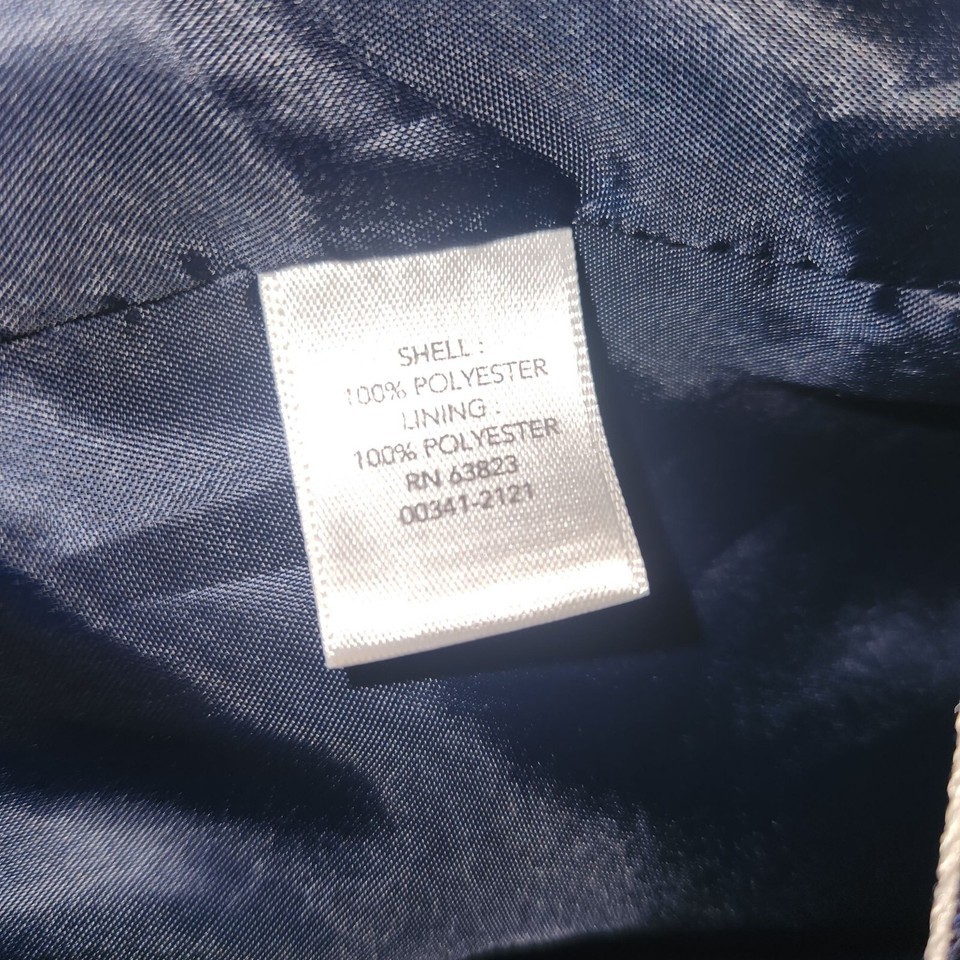 SHELL :
100% POLYESTER
LINING :
100% POLYESTER
RN 63823
00341-2121